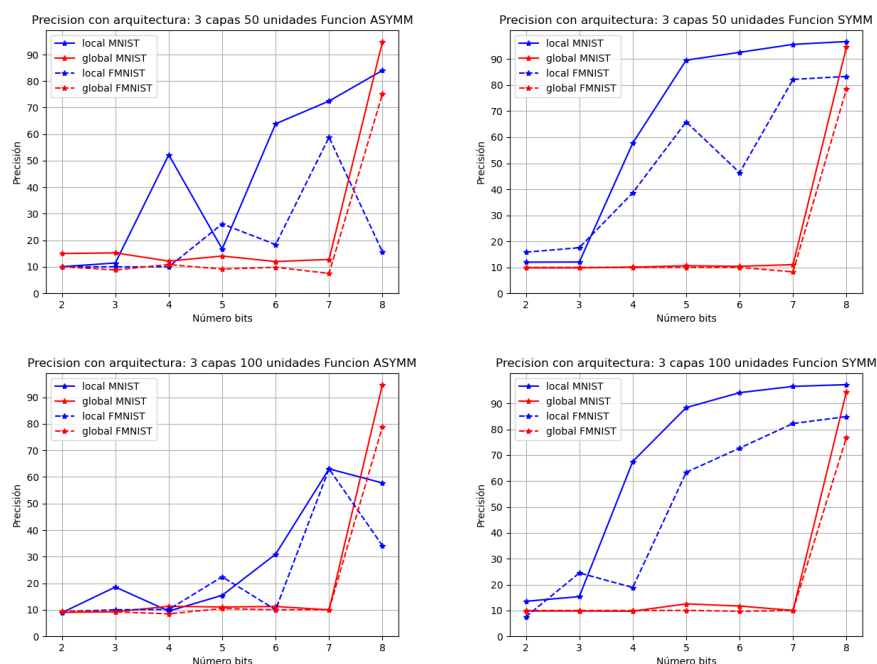 Precision con arquitectura: 3 capas 50 unidades Funcion ASYMM
local MNIST
global MNIST
local FMNIST
global FMNIST
90
80
70
60
50
40
30
20
10
0
Precisión
2 3 4 5 6 7 8
Número bits
Precision con arquitectura: 3 capas 50 unidades Funcion SYMM
local MNIST
global MNIST
local FMNIST
global FMNIST
90
80
70
60
50
40
30
20
10
0
Precisión
2 3 4 5 6 7 8
Número bits
Precision con arquitectura: 3 capas 100 unidades Funcion ASYMM
local MNIST
global MNIST
local FMNIST
global FMNIST
90
80
70
60
50
40
30
20
10
0
Precisión
2 3 4 5 6 7 8
Número bits
Precision con arquitectura: 3 capas 100 unidades Funcion SYMM
local MNIST
global MNIST
local FMNIST
global FMNIST
90
80
70
60
50
40
30
20
10
0
Precisión
2 3 4 5 6 7 8
Número bits